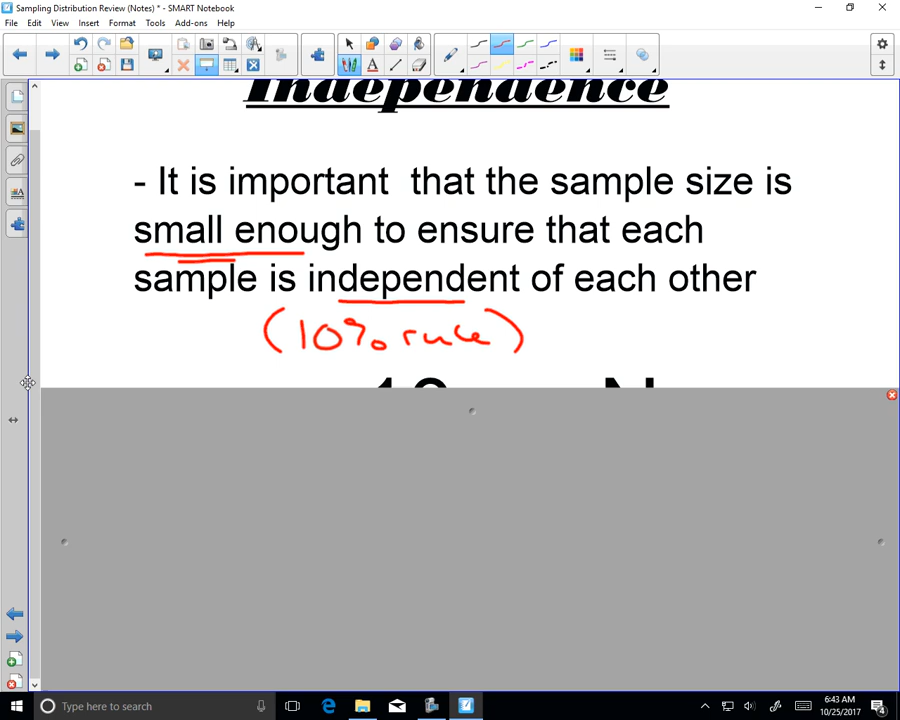 Sampling Distribution Review (Notes) * - SMART Notebook
File Edit View Insert Format Tools Add-ons Help
Independence
- It is important that the sample size is
small enough to ensure that each
sample is independent of each other
(10% rule)
Type here to search
6:43 AM
10/25/2017
4